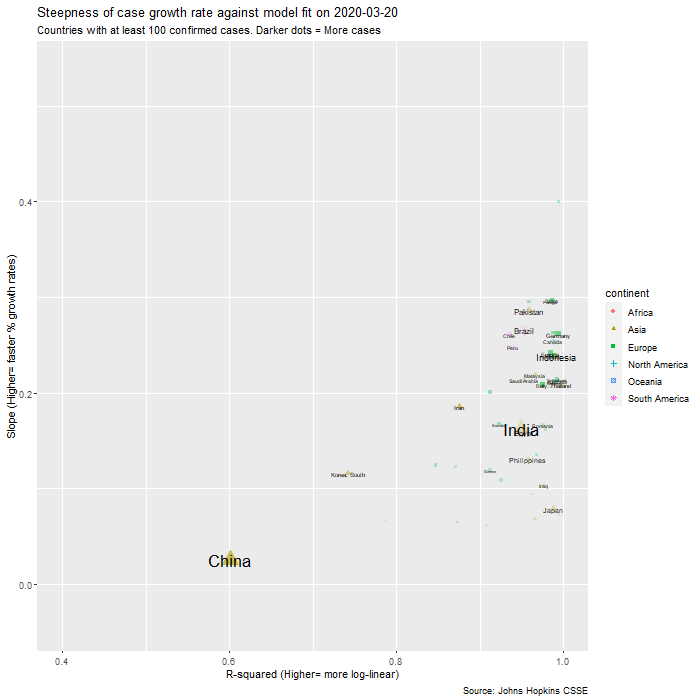 Steepness of case growth rate against model fit on 2020-03-20
Countries with at least 100 confirmed cases. Darker dots = More cases
Slope (Higher= faster % growth rates)
0.4
0.2
0.0
Pakistan
Brazil
Chile
Germany
Canada
Peru
Indonesia
Malaysia
Saudi Arabia
Italy
Thailand
Iran
India
Romania
Egypt
Philippines
Korea, South
Greece
Iraq
Japan
China
0.4
0.6
0.8
1.0
R-squared (Higher= more log-linear)
continent
Africa
Asia
Europe
North America
Oceania
South America
Source: Johns Hopkins CSSE